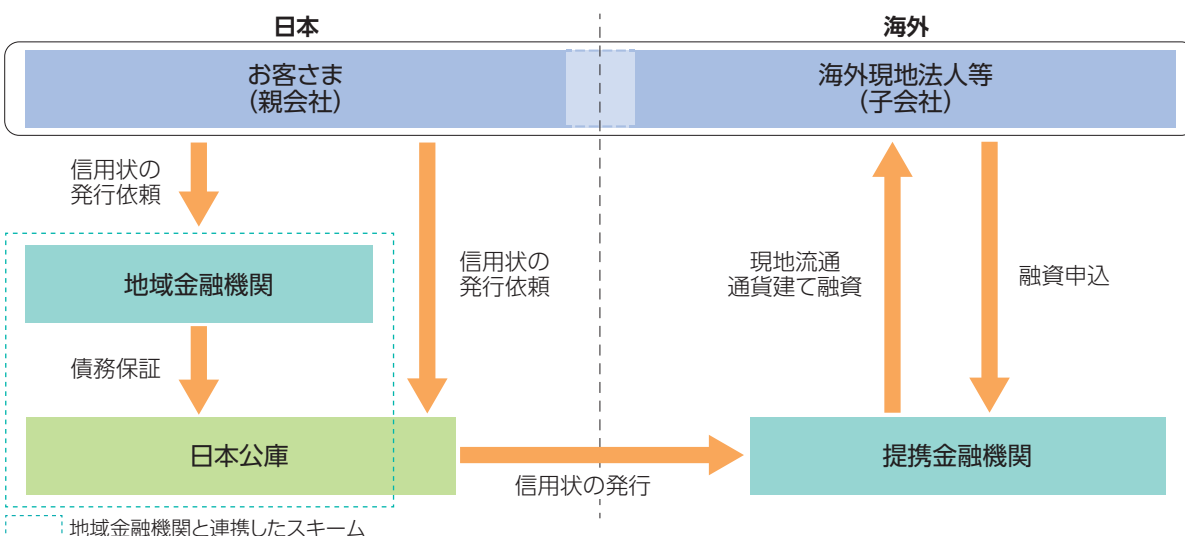 日本
海外
お客さま
（親会社）
海外現地法人等
（子会社）
信用状の
発行依頼
地域金融機関
信用状の
発行依頼
現地流通
通貨建て融資
融資申込
債務保証
日本公庫
提携金融機関
信用状の発行
地域金融機関と連携したスキーム